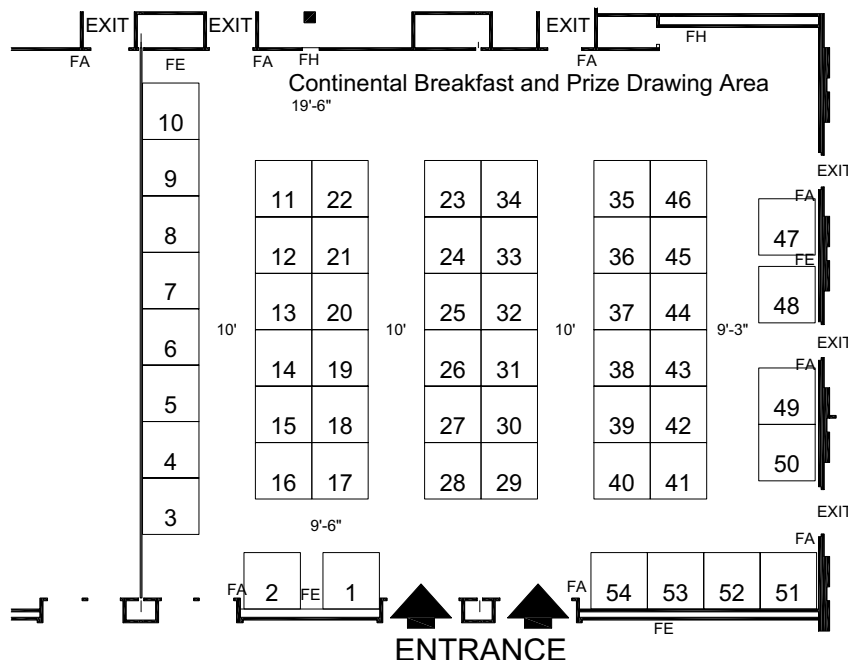 EXIT EXIT EXIT
FA FE FA FH FA FH
Continental Breakfast and Prize Drawing Area
19'-6"
10
EXIT
11 22 23 34 35 46
9
FA
8
47
12 21 24 33 36 45
FE
7
48
13 20 25 32 37 44
10' 10' 10' 9'-3"
EXIT
6
FA
14 19 26 31 38 43
5
49
15 18 27 30 39 42
4
50
16 17 28 29 40 41
3
EXIT
9'-6"
FA
FA 2 FE 1 FA 54 53 52 51
FE
ENTRANCE